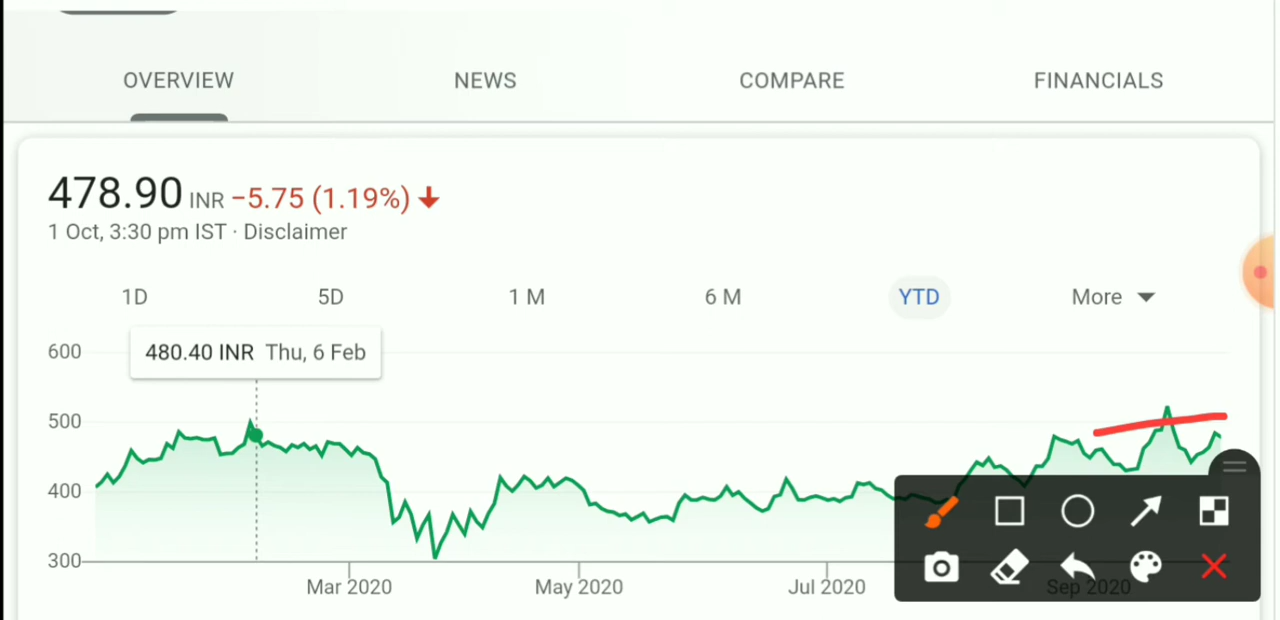 OVERVIEW NEWS COMPARE FINANCIALS
478.90 INR −5.75 (1.19%)
1 Oct, 3:30 pm IST · Disclaimer
1D 5D 1 M 6 M YTD More
600
480.40 INR Thu, 6 Feb
500
400
300
Mar 2020 May 2020 Jul 2020 Sep 2020